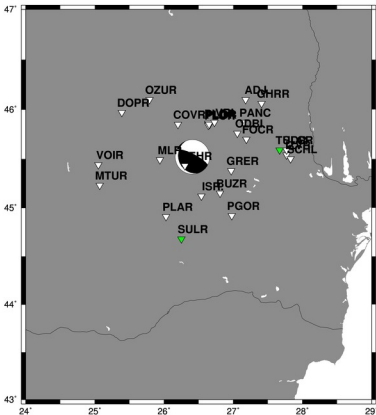 47°
OZUR
ADJ
GHRR
DOPR
46°
COVR
PANC
ODBI
FOCR
VOIR
MLR
SCHL
GRER
MTUR
ISR
BUZR
PLAR
PGOR
45°
SULR
44°
43°
24° 25° 26° 27° 28° 29°